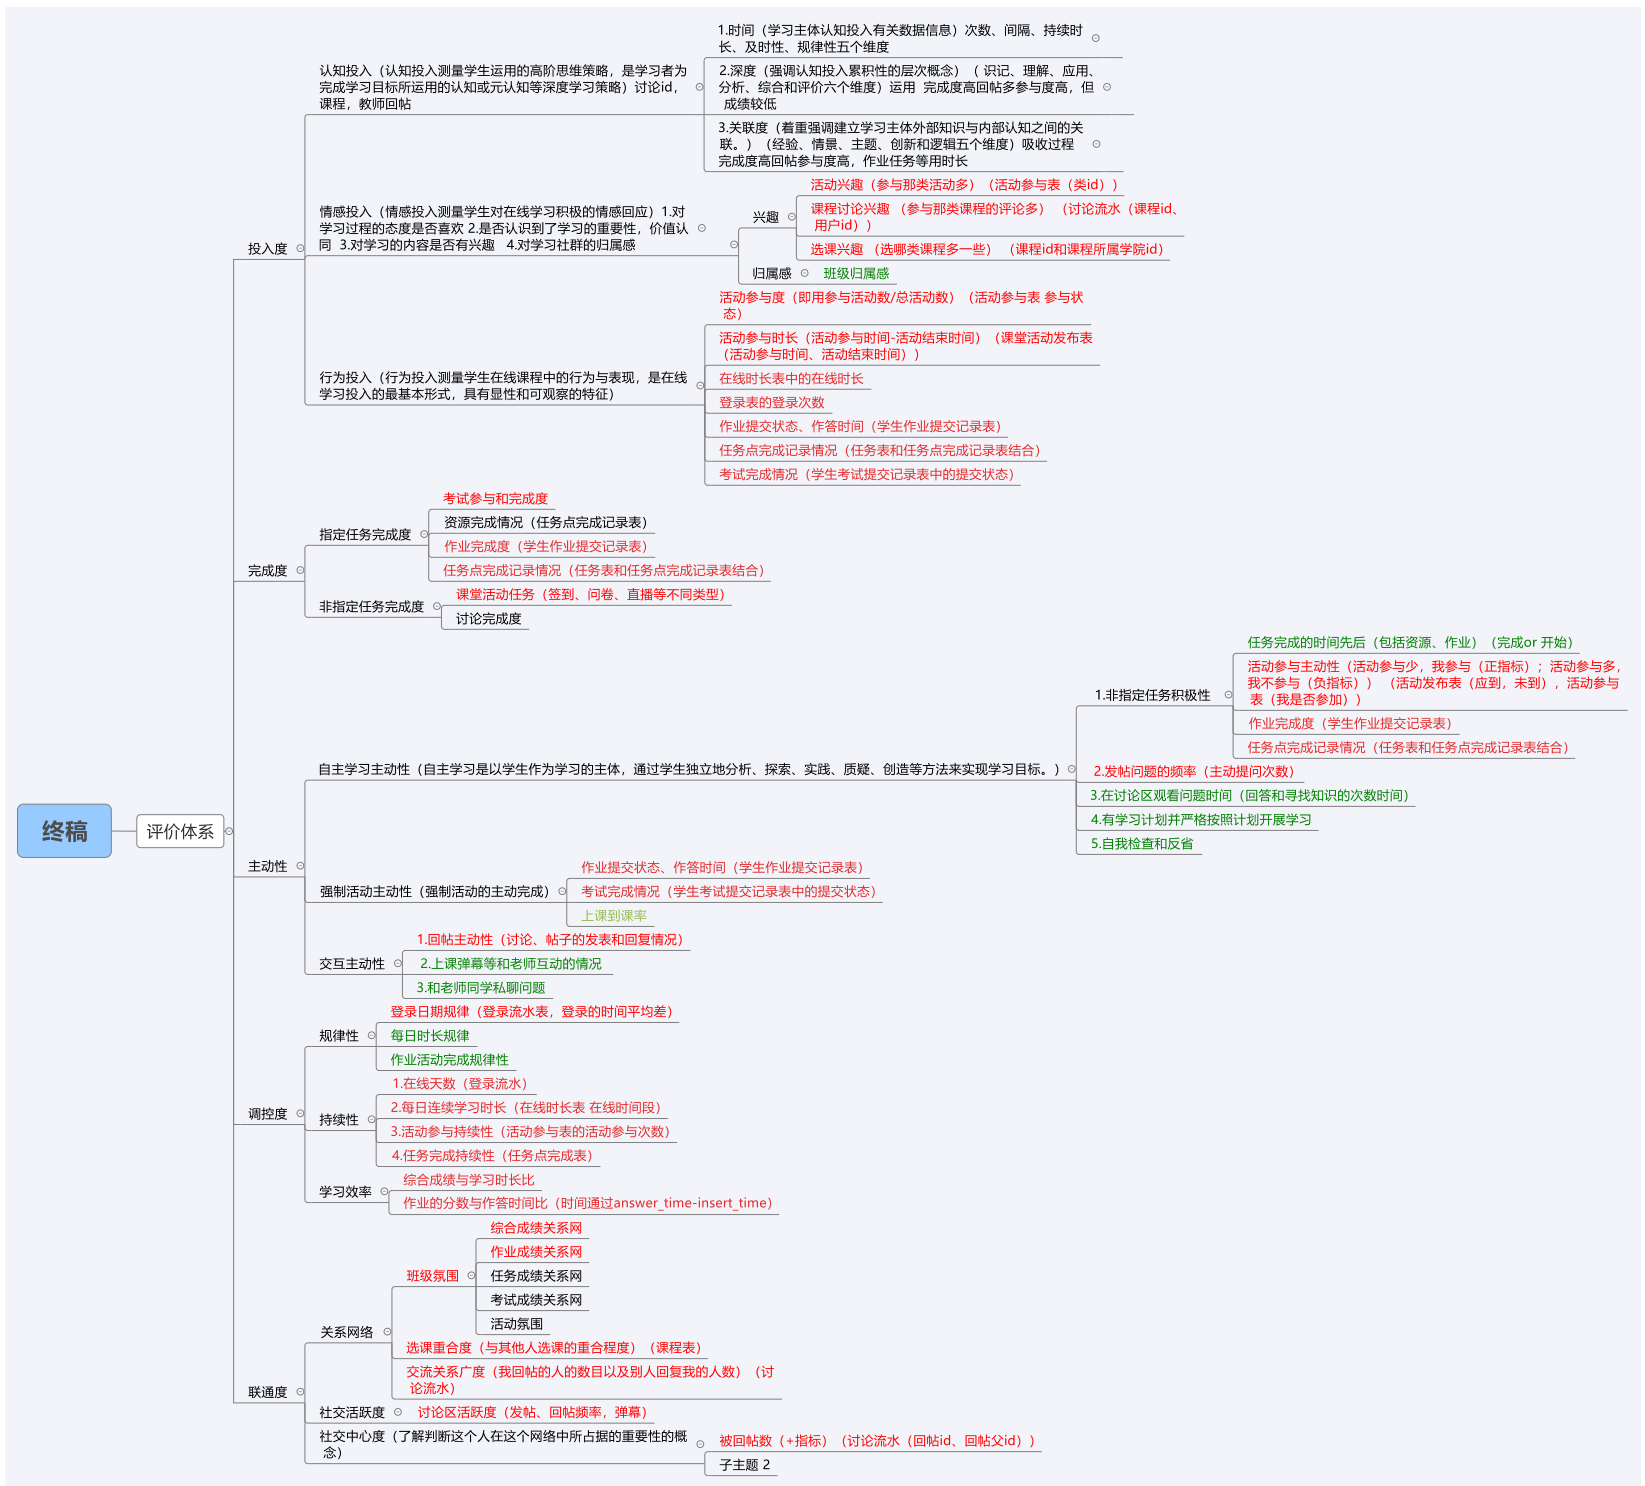 终稿
评价体系
投入度
认知投入（认知投入测量学生运用的高阶思维策略，是学习者为
完成学习目标所运用的认知或元认知等深度学习策略）讨论id，
课程，教师回帖
1.时间（学习主体认知投入有关数据信息）次数、间隔、持续时
长、及时性、规律性五个维度
2.深度（强调认知投入累积性的层次概念）（ 识记、理解、应用、
分析、综合和评价六个维度）运用  完成度高回帖多参与度高，但
成绩较低
3.关联度（着重强调建立学习主体外部知识与内部认知之间的关
联。）（经验、情景、主题、创新和逻辑五个维度）吸收过程
完成度高回帖参与度高，作业任务等用时长
情感投入（情感投入测量学生对在线学习积极的情感回应）1.对
学习过程的态度是否喜欢 2.是否认识到了学习的重要性，价值认
同  3.对学习的内容是否有兴趣   4.对学习社群的归属感
兴趣
活动兴趣（参与那类活动多）（活动参与表（类id））
课程讨论兴趣 （参与那类课程的评论多） （讨论流水（课程id、
用户id））
选课兴趣 （选哪类课程多一些） （课程id和课程所属学院id）
归属感
班级归属感
行为投入（行为投入测量学生在线课程中的行为与表现，是在线
学习投入的最基本形式，具有显性和可观察的特征）
活动参与度（即用参与活动数/总活动数）（活动参与表 参与状
态）
活动参与时长（活动参与时间-活动结束时间）（课堂活动发布表
（活动参与时间、活动结束时间））
在线时长表中的在线时长
登录表的登录次数
作业提交状态、作答时间（学生作业提交记录表）
任务点完成记录情况（任务表和任务点完成记录表结合）
考试完成情况（学生考试提交记录表中的提交状态）
完成度
指定任务完成度
考试参与和完成度
资源完成情况（任务点完成记录表）
作业完成度（学生作业提交记录表）
任务点完成记录情况（任务表和任务点完成记录表结合）
非指定任务完成度
课堂活动任务（签到、问卷、直播等不同类型）
讨论完成度
主动性
自主学习主动性（自主学习是以学生作为学习的主体，通过学生独立地分析、探索、实践、质疑、创造等方法来实现学习目标。）
1.非指定任务积极性
任务完成的时间先后（包括资源、作业）（完成or 开始）
活动参与主动性（活动参与少，我参与（正指标）；活动参与多，
我不参与（负指标）） （活动发布表（应到，未到），活动参与
表（我是否参加））
作业完成度（学生作业提交记录表）
任务点完成记录情况（任务表和任务点完成记录表结合）
2.发帖问题的频率（主动提问次数）
3.在讨论区观看问题时间（回答和寻找知识的次数时间）
4.有学习计划并严格按照计划开展学习
5.自我检查和反省
强制活动主动性（强制活动的主动完成）
作业提交状态、作答时间（学生作业提交记录表）
考试完成情况（学生考试提交记录表中的提交状态）
上课到课率
交互主动性
1.回帖主动性（讨论、帖子的发表和回复情况）
2.上课弹幕等和老师互动的情况
3.和老师同学私聊问题
调控度
规律性
登录日期规律（登录流水表，登录的时间平均差）
每日时长规律
作业活动完成规律性
持续性
1.在线天数（登录流水）
2.每日连续学习时长（在线时长表 在线时间段）
3.活动参与持续性（活动参与表的活动参与次数）
4.任务完成持续性（任务点完成表）
学习效率
综合成绩与学习时长比
作业的分数与作答时间比（时间通过answer_time-insert_time）
联通度
关系网络
班级氛围
综合成绩关系网
作业成绩关系网
任务成绩关系网
考试成绩关系网
活动氛围
选课重合度（与其他人选课的重合程度）（课程表）
交流关系广度（我回帖的人的数目以及别人回复我的人数）（讨
论流水）
社交活跃度
讨论区活跃度（发帖、回帖频率，弹幕）
社交中心度（了解判断这个人在这个网络中所占据的重要性的概
念）
被回帖数（+指标）（讨论流水（回帖id、回帖父id））
子主题 2